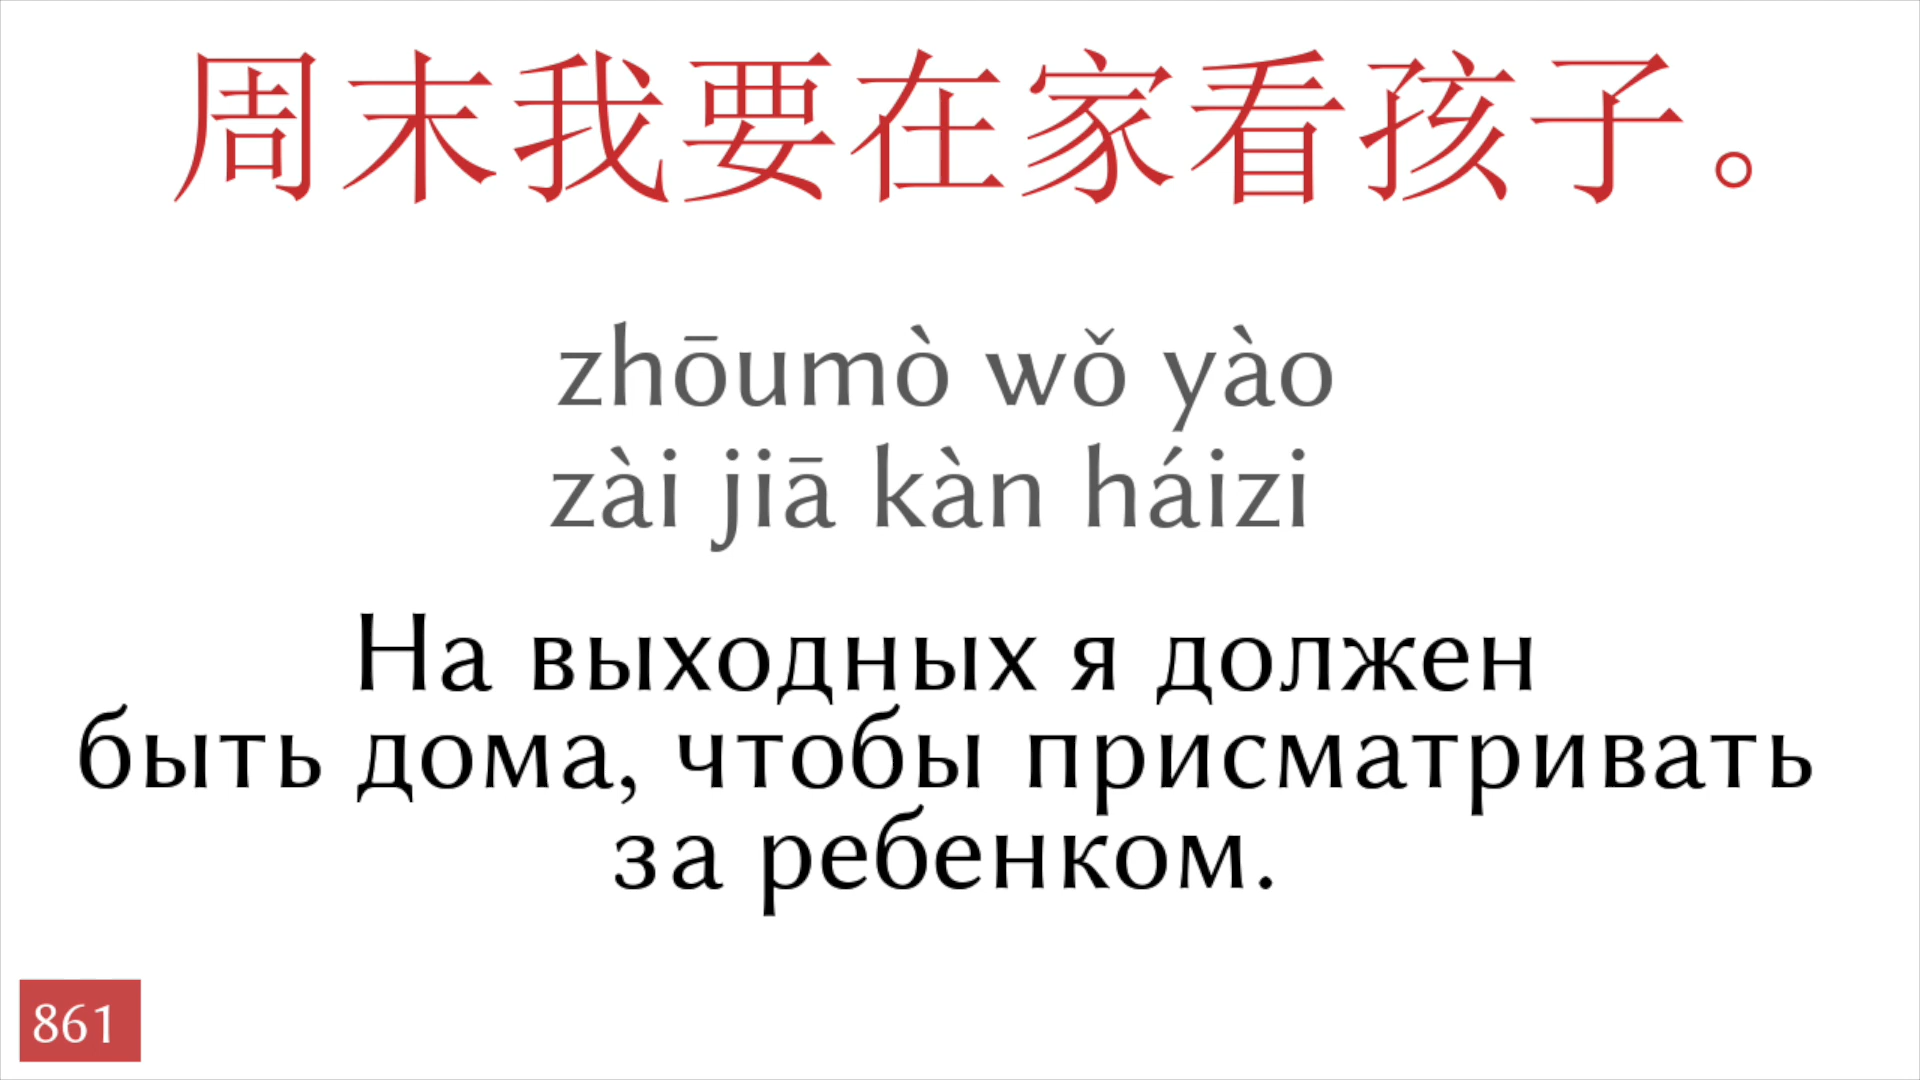 周末我要在家看孩子。
zhōumò wǒ yào
zài jiā kàn háizi
На выходных я должен
быть дома, чтобы присматривать
за ребенком.
861